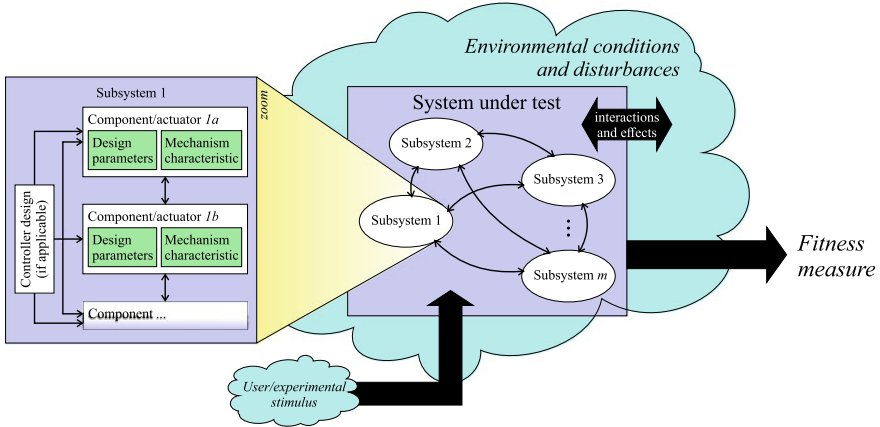 Environmental conditions
and disturbances
Subsystem 1
zoom
System under test
interactions
and effects
Component/actuator 1a
Design
parameters
Mechanism
characteristic
Subsystem 2
Subsystem 3
Controller design
(if applicable)
Component/actuator 1b
Design
parameters
Mechanism
characteristic
Subsystem 1
...
Subsystem m
Fitness
measure
Component ...
User/experimental
stimulus